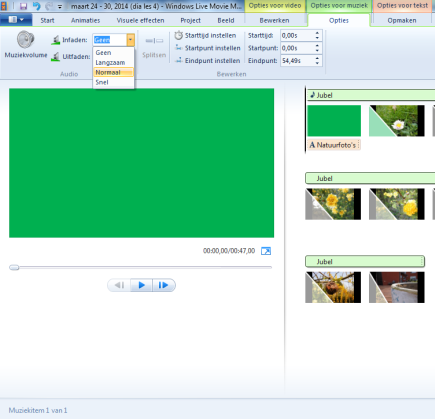 maart 24 - 30, 2014 (dia les 4) - Windows Live Movie M... Opties voor video Opties voor muziek Opties voor tekst
Start Animaties Visuele effecten Project Beeld Bewerken Opties Opmaken
Muziekvolume
Infaden: Geen
Uitfaden:
Geen
Langzaam
Normaal
Snel
Audio
Splitsen
Starttijd instellen Starttijd: 0,00s
Startpunt instellen Startpunt: 0,00s
Eindpunt instellen Eindpunt: 54,49s
Bewerken
Jubel
A Natuurfoto's :
Jubel
00:00,00/00:47,00
Jubel
Muziekitem 1 van 1